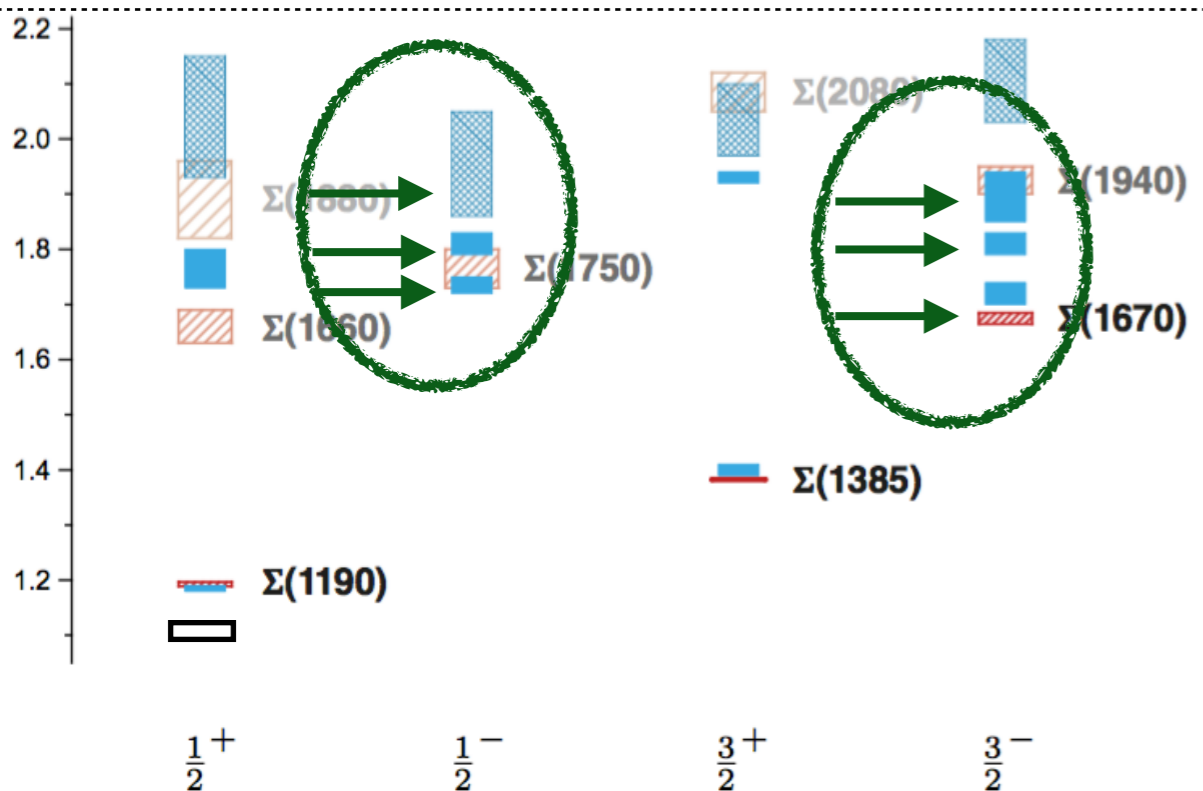 2.2
2.0
1.8
1.6
1.4
1.2
Σ(2080)
Σ(1880)
Σ(1940)
Σ(1750)
Σ(1660)
Σ(1670)
Σ(1385)
Σ(1190)
1/2⁺ 1/2⁻ 3/2⁺ 3/2⁻